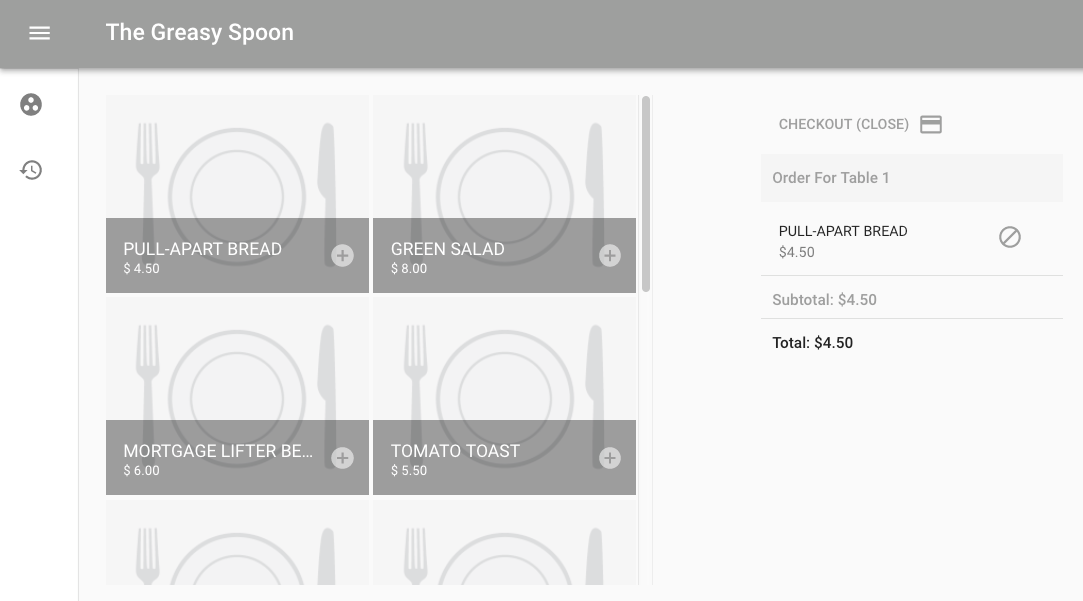 The Greasy Spoon
PULL-APART BREAD
$ 4.50
GREEN SALAD
$ 8.00
MORTGAGE LIFTER BE...
$ 6.00
TOMATO TOAST
$ 5.50
CHECKOUT (CLOSE)
Order For Table 1
PULL-APART BREAD
$4.50
Subtotal: $4.50
Total: $4.50